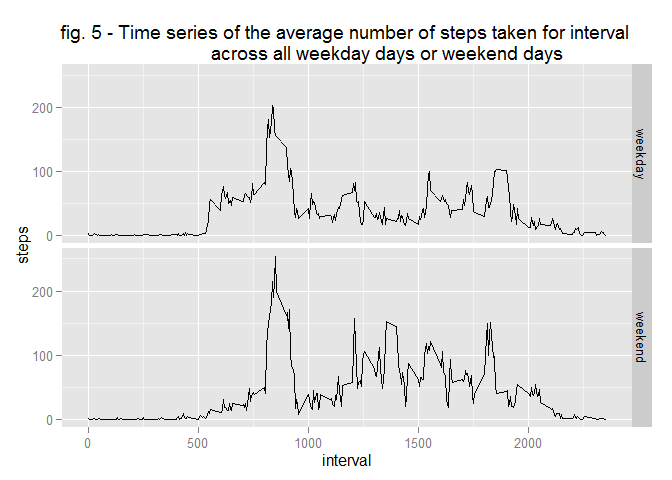 fig. 5 - Time series of the average number of steps taken for interval
across all weekday days or weekend days
200
100
0
weekday
steps
200
100
0
weekend
0 500 1000 1500 2000
interval